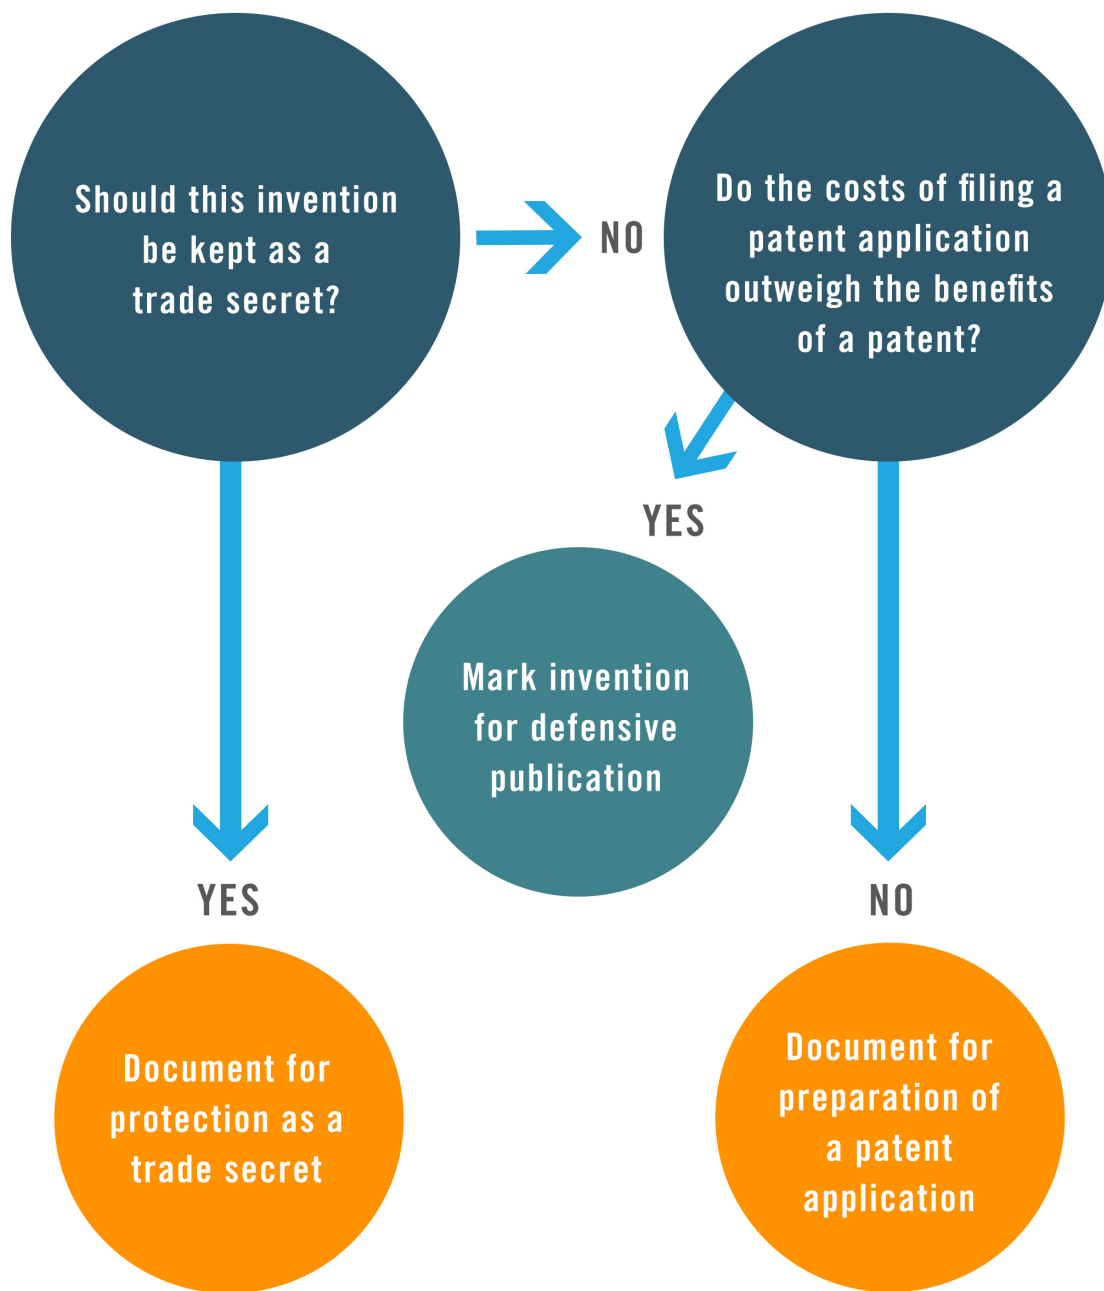 Should this invention
be kept as a
trade secret?
NO
Do the costs of filing a
patent application
outweigh the benefits
of a patent?
YES
Mark invention
for defensive
publication
YES
NO
Document for
protection as a
trade secret
Document for
preparation of
a patent
application